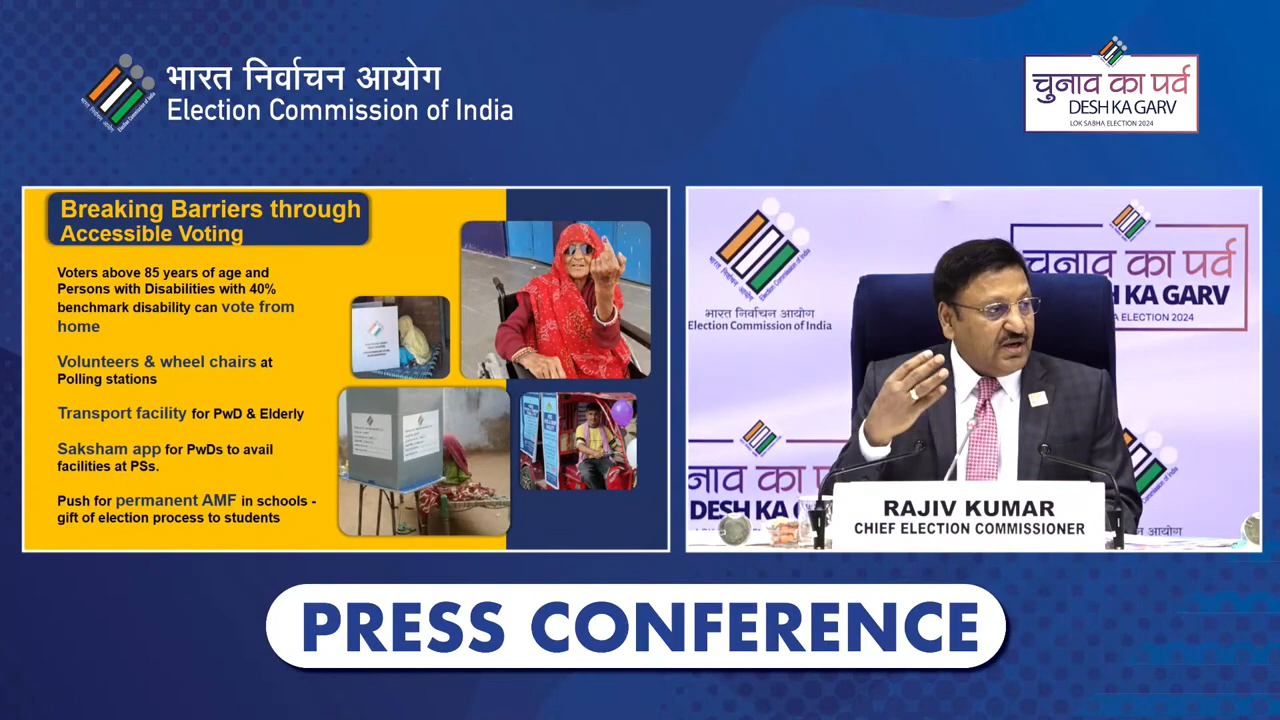 भारत निर्वाचन आयोग
Election Commission of India
चुनाव का पर्व
DESH KA GARV
LOK SABHA ELECTION 2024
Breaking Barriers through
Accessible Voting
Voters above 85 years of age and
Persons with Disabilities with 40%
benchmark disability can vote from
home
Volunteers & wheel chairs at
Polling stations
Transport facility for PwD & Elderly
Saksham app for PwDs to avail
facilities at PSs.
Push for permanent AMF in schools -
gift of election process to students
भारत निर्वाचन आयोग
Election Commission of India
चुनाव का पर्व
H KA GARV
A ELECTION 2024
नाव का प
DESH KA G
RAJIV KUMAR
CHIEF ELECTION COMMISSIONER
न आयोग
PRESS CONFERENCE